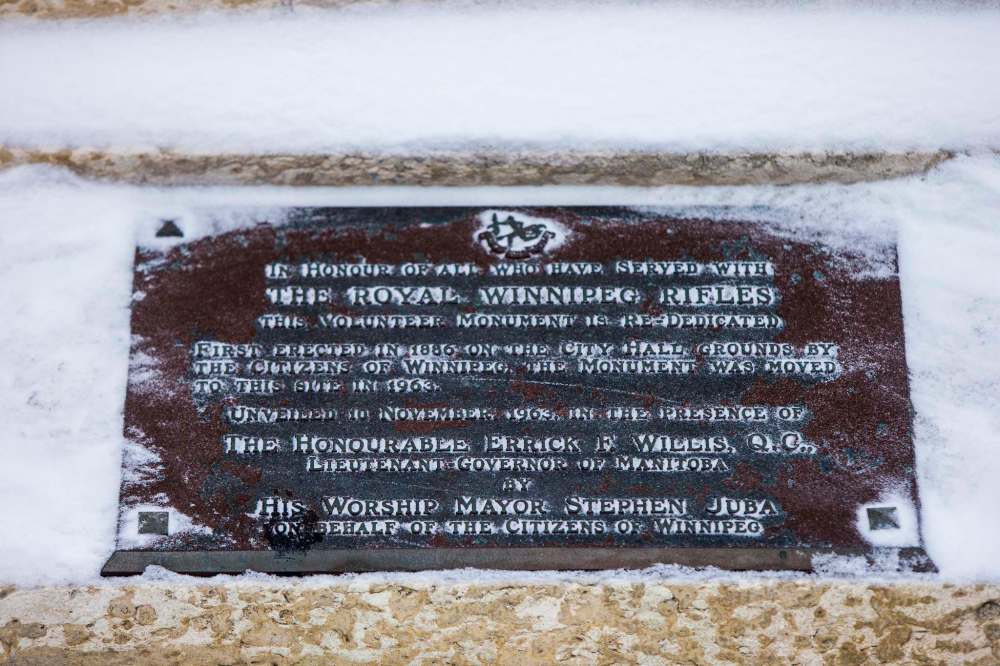 In Honour of all who have Served with
The Royal Winnipeg Rifles
this Volunteer Monument is re-dedicated
First erected in 1886 on the City Hall grounds by
the Citizens of Winnipeg, the Monument was moved
to this site in 1963.
Unveiled 10 November, 1963, in the presence of
The Honourable Errick F. Willis, Q.C.,
Lieutenant-Governor of Manitoba
by
His Worship Mayor Stephen Juba
on behalf of the Citizens of Winnipeg